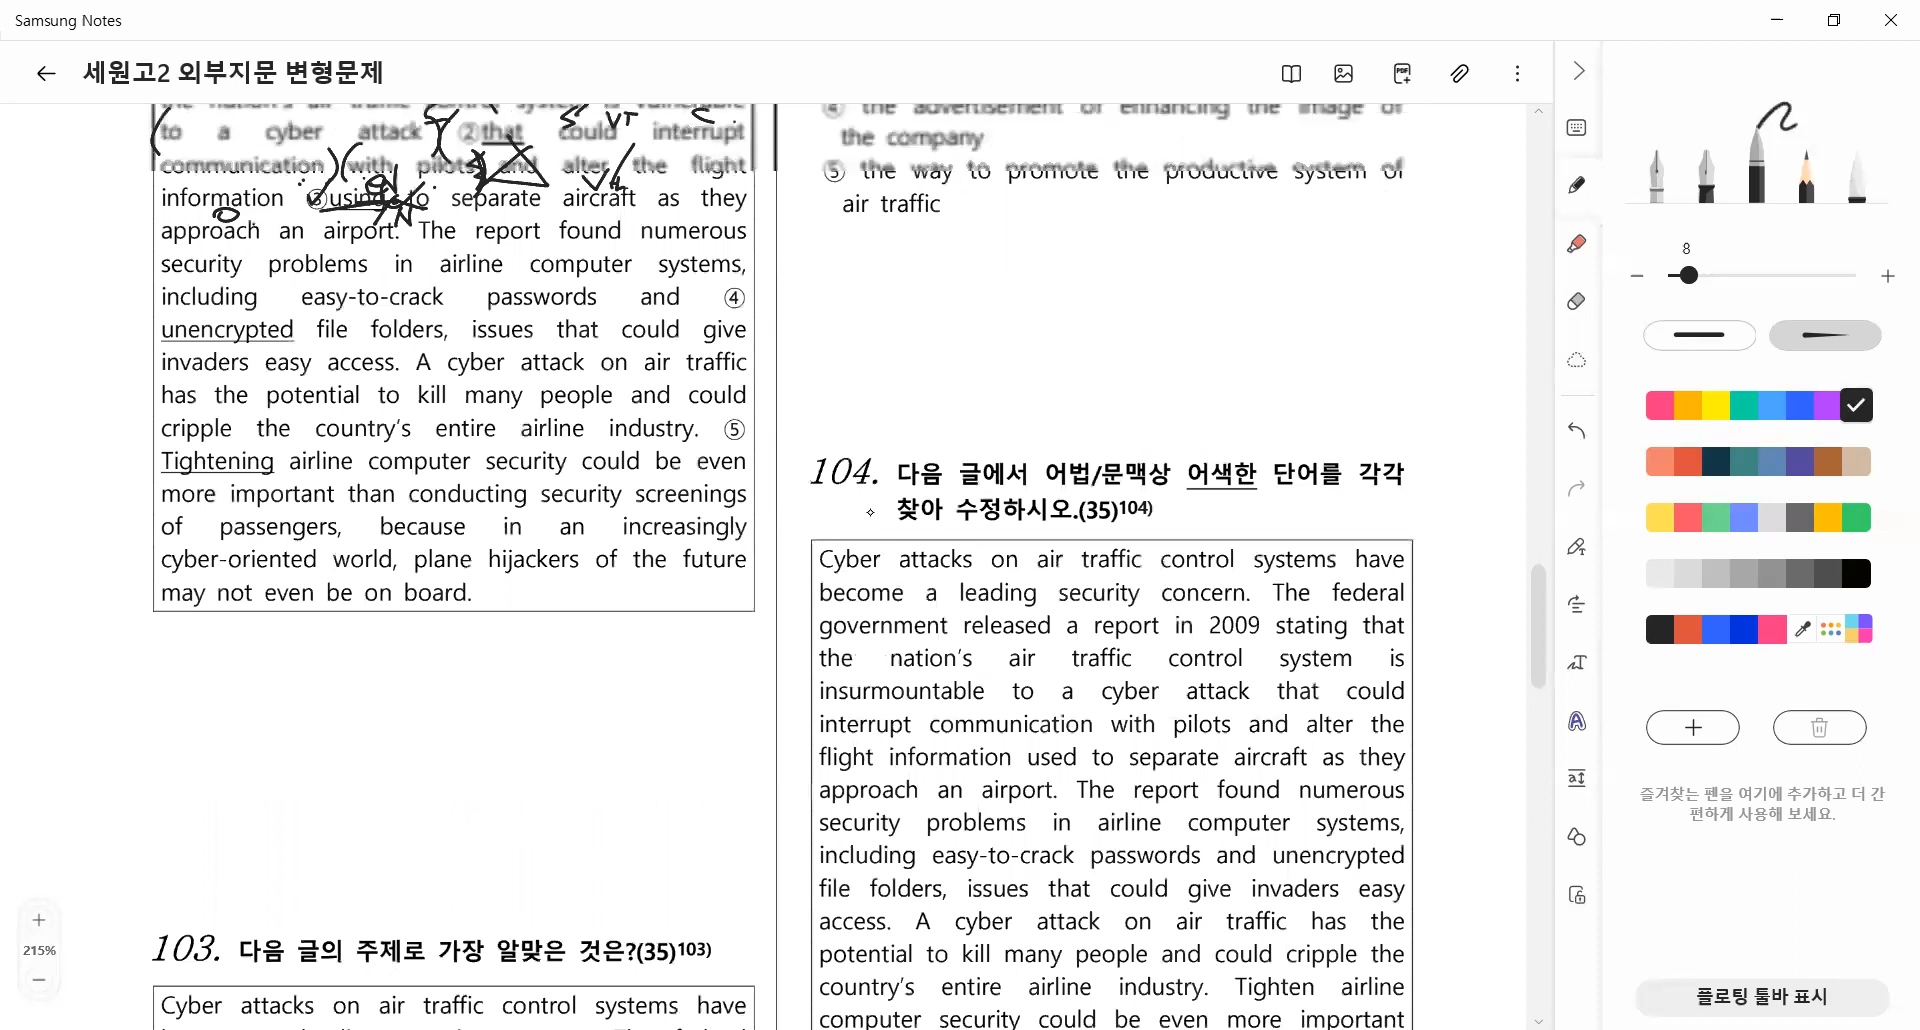 Samsung Notes
세원고2 외부지문 변형문제
to a cyber attack ②that could interrupt
communication with pilots and alter the flight
information ③using to separate aircraft as they
approach an airport. The report found numerous
security problems in airline computer systems,
including easy-to-crack passwords and ④
unencrypted file folders, issues that could give
invaders easy access. A cyber attack on air traffic
has the potential to kill many people and could
cripple the country's entire airline industry. ⑤
Tightening airline computer security could be even
more important than conducting security screenings
of passengers, because in an increasingly
cyber-oriented world, plane hijackers of the future
may not even be on board.
103. 다음 글의 주제로 가장 알맞은 것은?(35)103)
Cyber attacks on air traffic control systems have
④ the advertisement of enhancing the image of
the company
⑤ the way to promote the productive system of
air traffic
104. 다음 글에서 어법/문맥상 어색한 단어를 각각
찾아 수정하시오.(35)104)
Cyber attacks on air traffic control systems have
become a leading security concern. The federal
government released a report in 2009 stating that
the nation's air traffic control system is
insurmountable to a cyber attack that could
interrupt communication with pilots and alter the
flight information used to separate aircraft as they
approach an airport. The report found numerous
security problems in airline computer systems,
including easy-to-crack passwords and unencrypted
file folders, issues that could give invaders easy
access. A cyber attack on air traffic has the
potential to kill many people and could cripple the
country's entire airline industry. Tighten airline
computer security could be even more important
8
즐겨찾는 펜을 여기에 추가하고 더 간
편하게 사용해 보세요.
플로팅 툴바 표시
215%